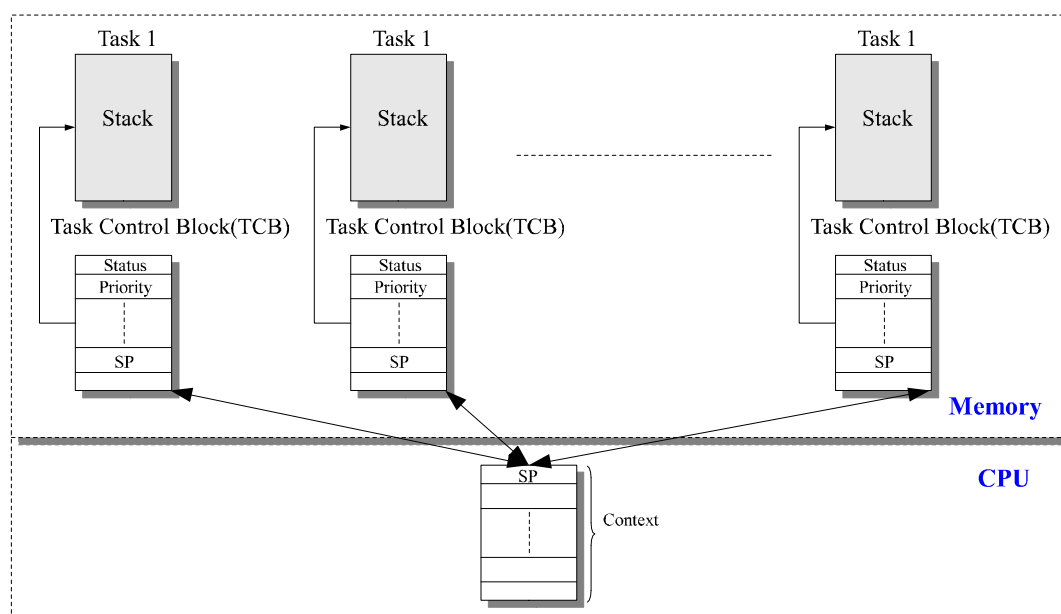 Task 1
Task 1
Task 1
Stack
Stack
Stack
Task Control Block(TCB)
Task Control Block(TCB)
Task Control Block(TCB)
Status
Status
Status
Priority
Priority
Priority
SP
SP
SP
Memory
CPU
SP
Context